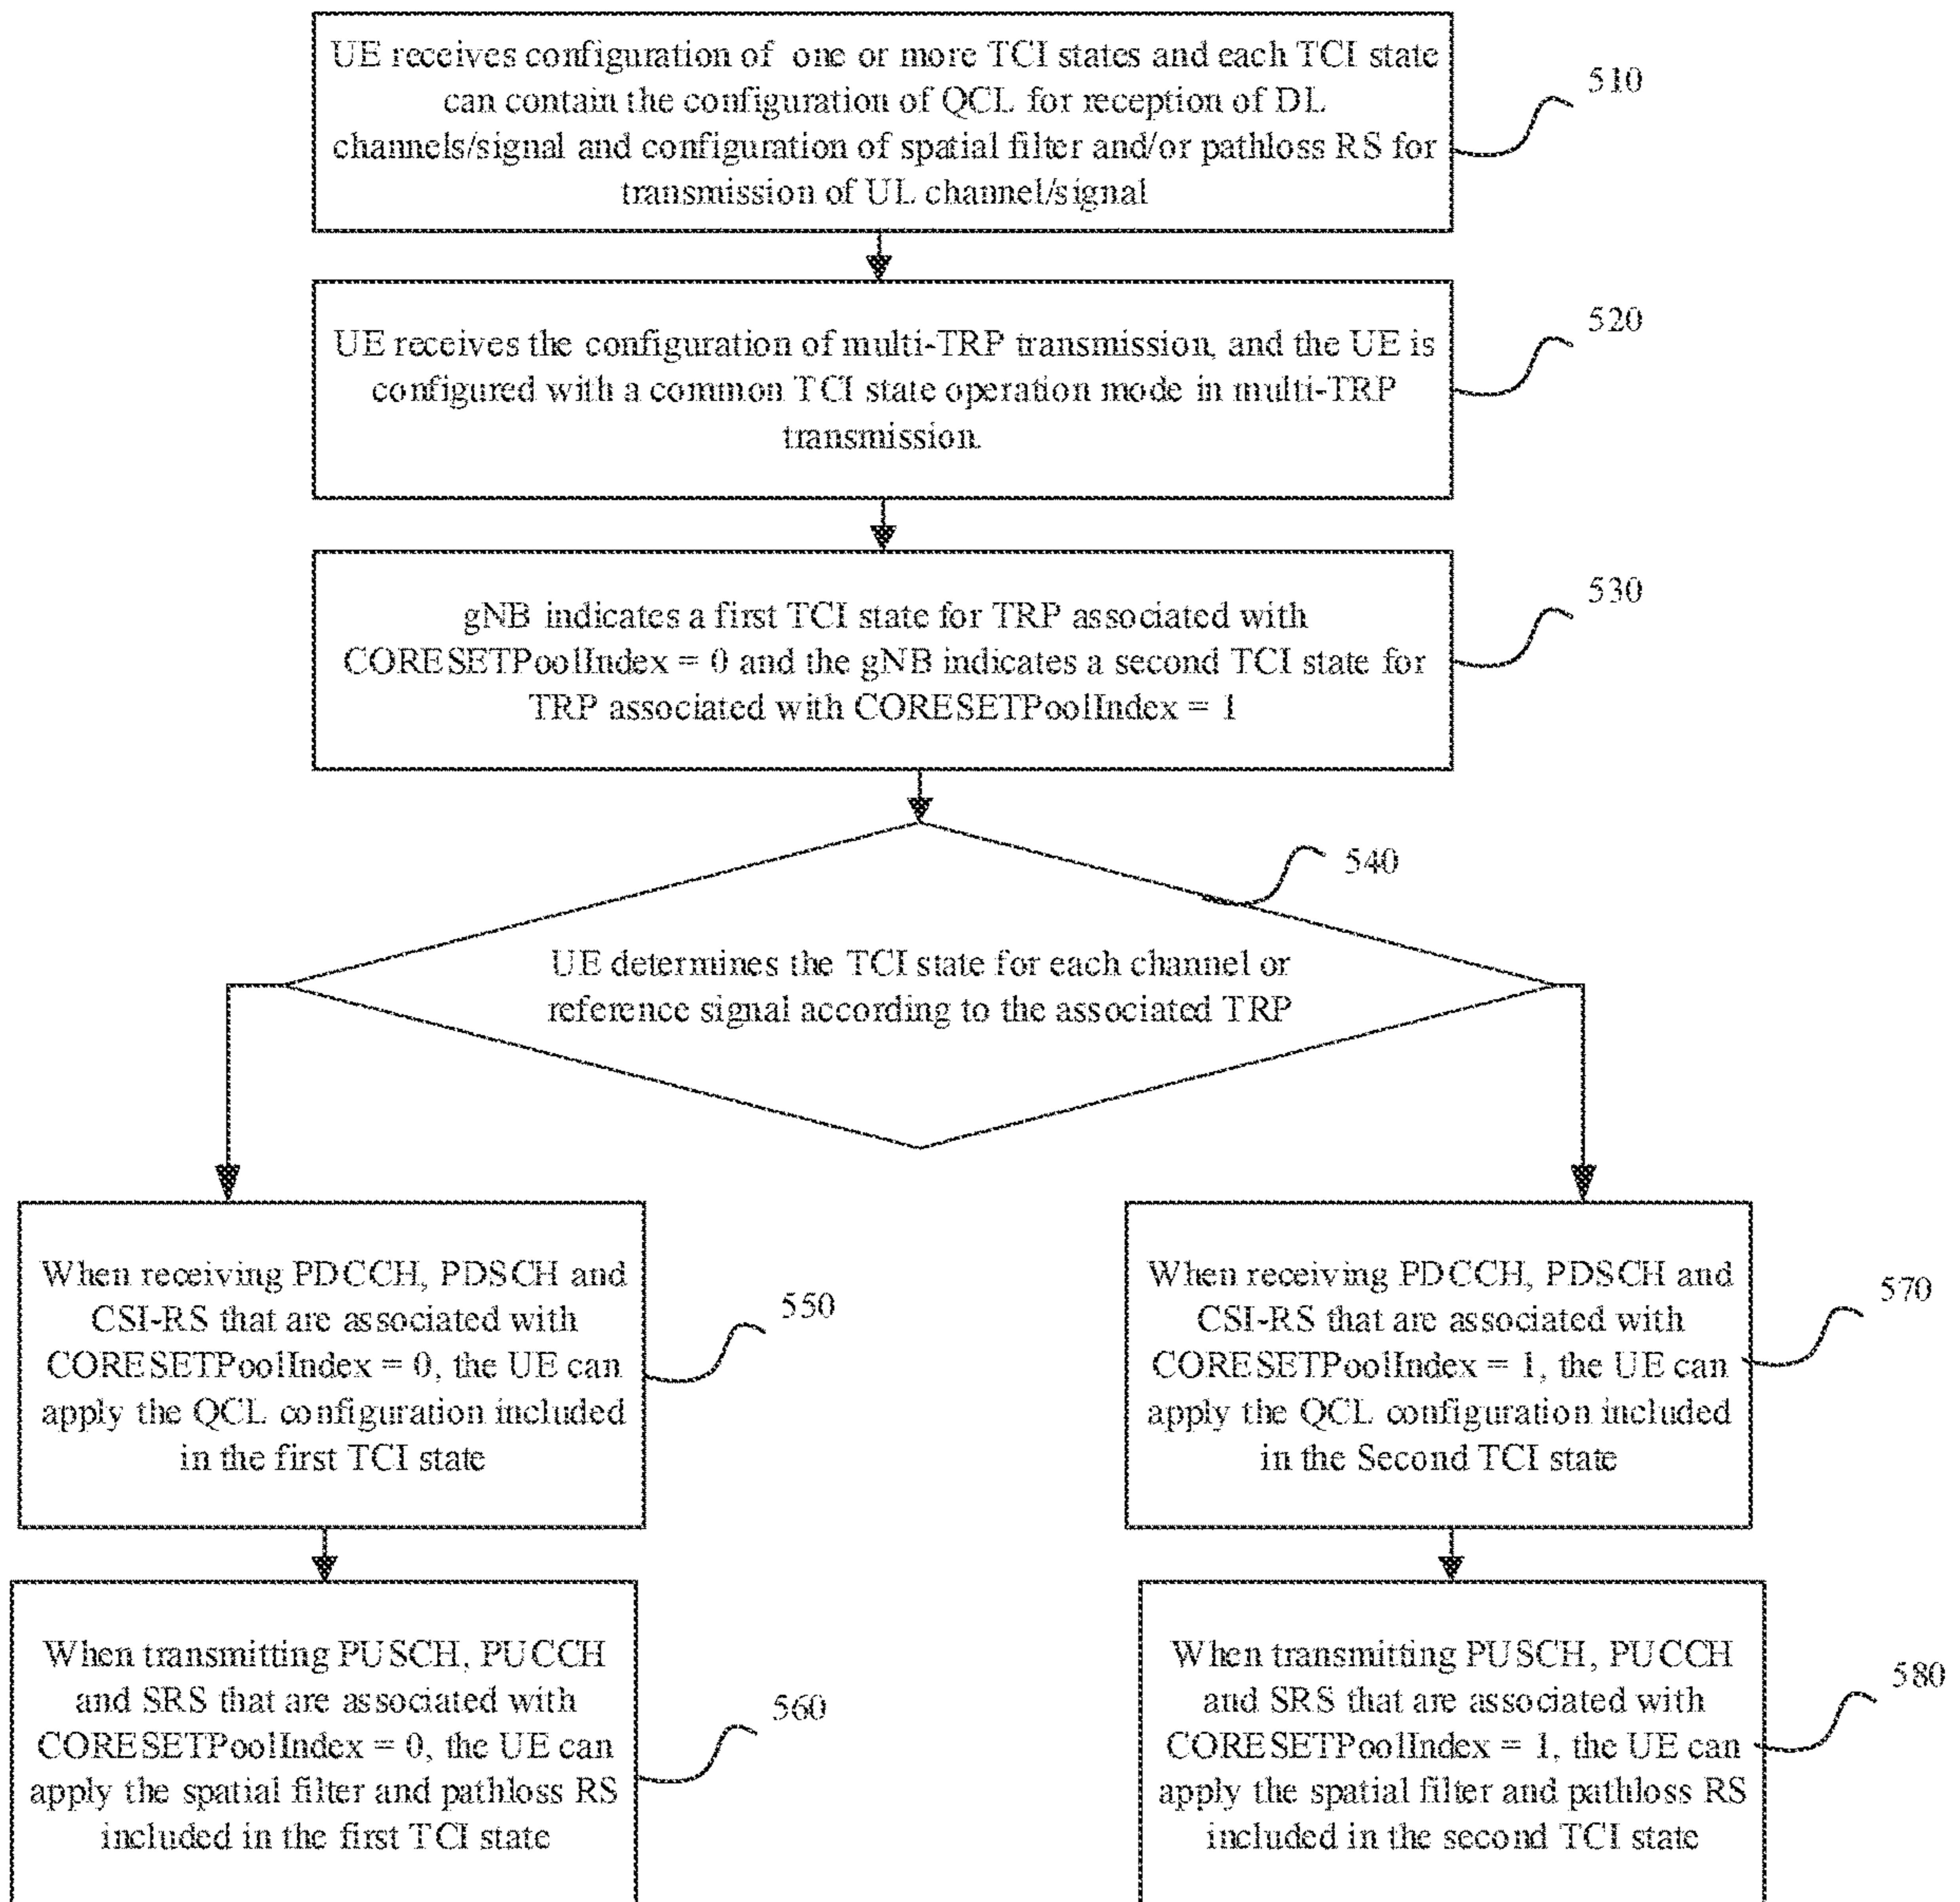 UE receives configuration of one or more TCI states and each TCI state
can contain the configuration of QCL for reception of DL
channels/signal and configuration of spatial filter and/or pathloss RS for
transmission of UL channel/signal
510
UE receives the configuration of multi-TRP transmission, and the UE is
configured with a common TCI state operation mode in multi-TRP
transmission.
520
gNB indicates a first TCI state for TRP associated with
CORESETPoolIndex = 0 and the gNB indicates a second TCI state for
TRP associated with CORESETPoolIndex = 1
530
540
UE determines the TCI state for each channel or
reference signal according to the associated TRP
When receiving PDCCH, PDSCH and
CSI-RS that are associated with
CORESETPoolIndex = 0, the UE can
apply the QCL configuration included
in the first TCI state
550
When receiving PDCCH, PDSCH and
CSI-RS that are associated with
CORESETPoolIndex = 1, the UE can
apply the QCL configuration included
in the Second TCI state
570
When transmitting PUSCH, PUCCH
and SRS that are associated with
CORESETPoolIndex = 0, the UE can
apply the spatial filter and pathloss RS
included in the first TCI state
560
When transmitting PUSCH, PUCCH
and SRS that are associated with
CORESETPoolIndex = 1, the UE can
apply the spatial filter and pathloss RS
included in the second TCI state
580